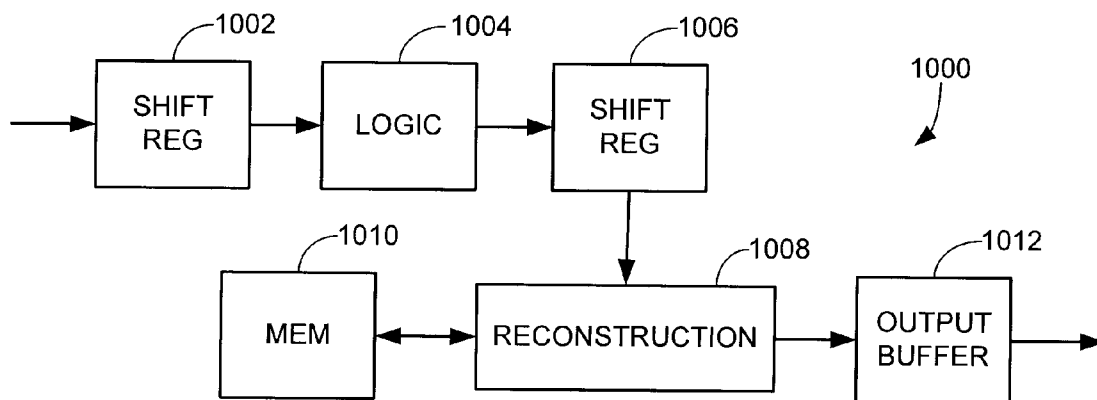 1002
1004
1006
1000
SHIFT
REG
LOGIC
SHIFT
REG
1010
1008
1012
MEM
RECONSTRUCTION
OUTPUT
BUFFER